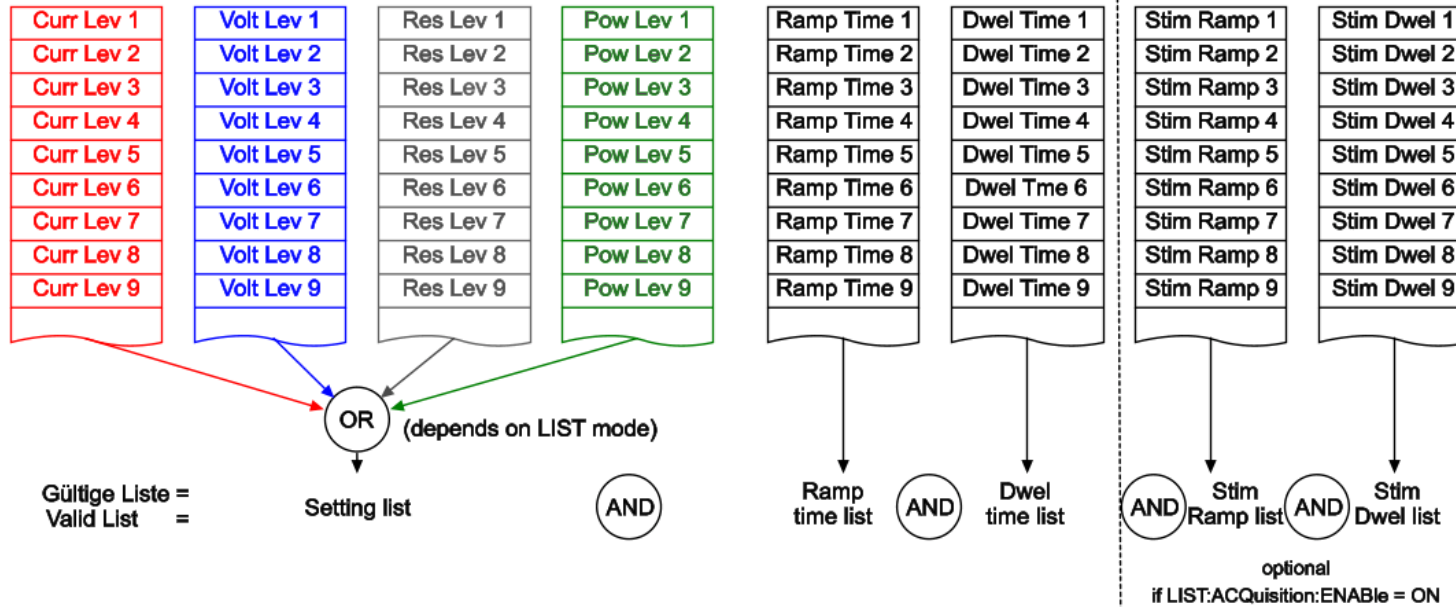 Curr Lev 1 Volt Lev 1 Res Lev 1 Pow Lev 1 Ramp Time 1 Dwel Time 1 Stim Ramp 1 Stim Dwel 1
Curr Lev 2 Volt Lev 2 Res Lev 2 Pow Lev 2 Ramp Time 2 Dwel Time 2 Stim Ramp 2 Stim Dwel 2
Curr Lev 3 Volt Lev 3 Res Lev 3 Pow Lev 3 Ramp Time 3 Dwel Time 3 Stim Ramp 3 Stim Dwel 3
Curr Lev 4 Volt Lev 4 Res Lev 4 Pow Lev 4 Ramp Time 4 Dwel Time 4 Stim Ramp 4 Stim Dwel 4
Curr Lev 5 Volt Lev 5 Res Lev 5 Pow Lev 5 Ramp Time 5 Dwel Time 5 Stim Ramp 5 Stim Dwel 5
Curr Lev 6 Volt Lev 6 Res Lev 6 Pow Lev 6 Ramp Time 6 Dwel Tme 6 Stim Ramp 6 Stim Dwel 6
Curr Lev 7 Volt Lev 7 Res Lev 7 Pow Lev 7 Ramp Time 7 Dwel Time 7 Stim Ramp 7 Stim Dwel 7
Curr Lev 8 Volt Lev 8 Res Lev 8 Pow Lev 8 Ramp Time 8 Dwel Time 8 Stim Ramp 8 Stim Dwel 8
Curr Lev 9 Volt Lev 9 Res Lev 9 Pow Lev 9 Ramp Time 9 Dwel Time 9 Stim Ramp 9 Stim Dwel 9
OR (depends on LIST mode)
Gültige Liste =
Valid List =
Setting list
AND
Ramp
time list
AND
Dwel
time list
AND
Stim
Ramp list
AND
Stim
Dwel list
optional
if LIST:ACQuisition:ENABle = ON